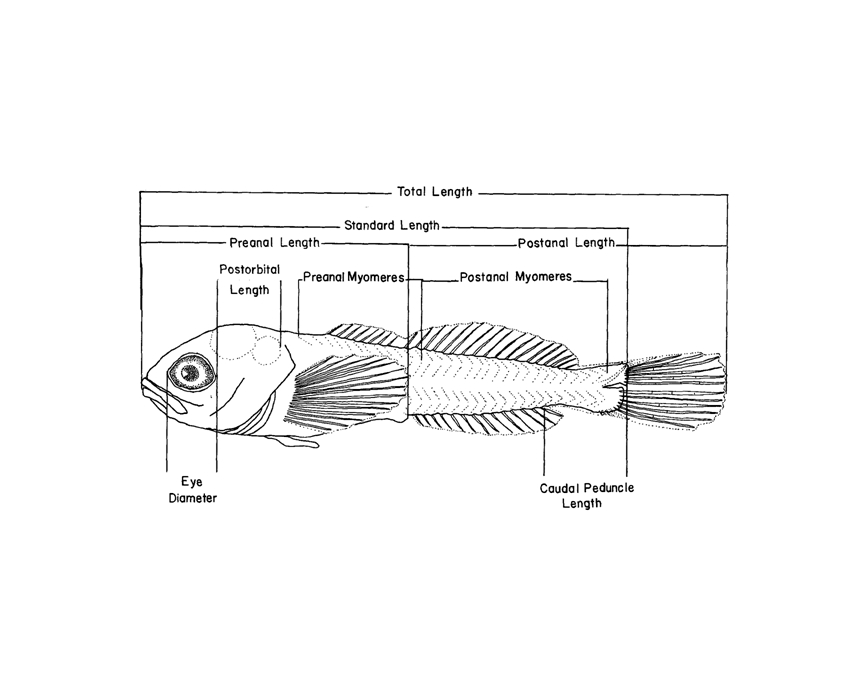 Total Length
Standard Length
Preanal Length
Postanal Length
Postorbital
Length
Preanal Myomeres
Postanal Myomeres
Eye
Diameter
Caudal Peduncle
Length